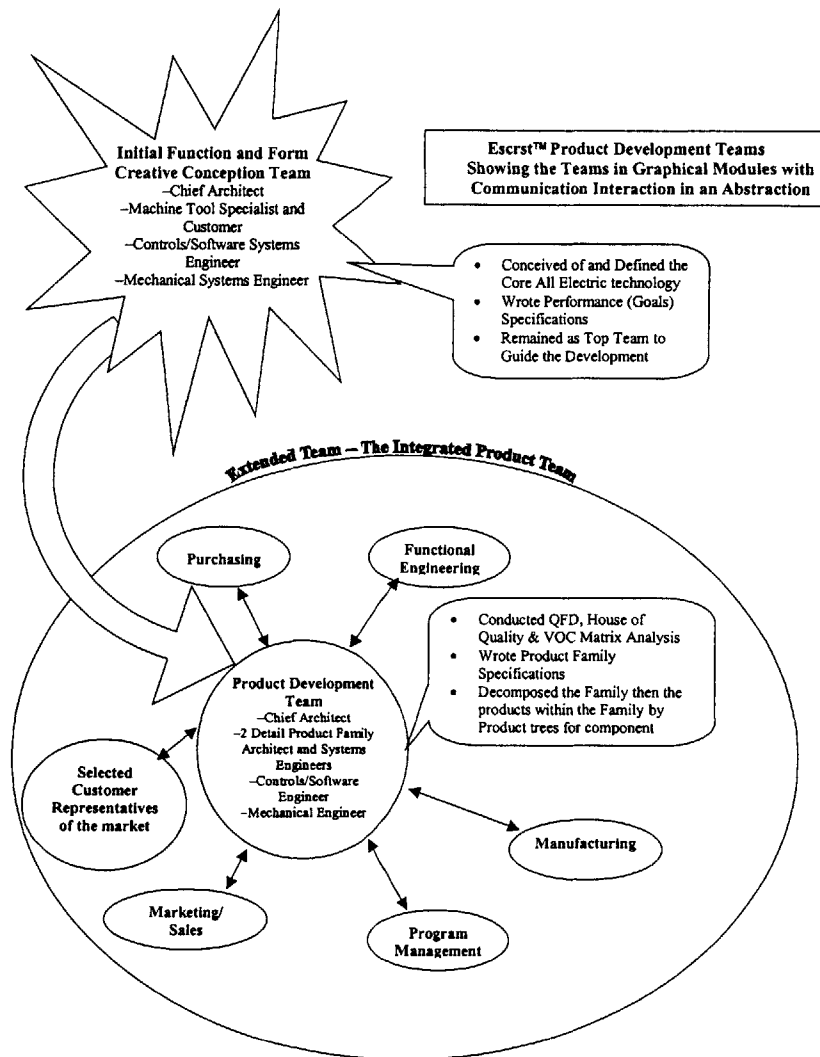 Initial Function and Form
Creative Conception Team
–Chief Architect
–Machine Tool Specialist and
Customer
–Controls/Software Systems
Engineer
–Mechanical Systems Engineer
Escrst™ Product Development Teams
Showing the Teams in Graphical Modules with
Communication Interaction in an Abstraction
• Conceived of and Defined the
Core All Electric technology
• Wrote Performance (Goals)
Specifications
• Remained as Top Team to
Guide the Development
Extended Team – The Integrated Product Team
Purchasing
Functional
Engineering
• Conducted QFD, House of
Quality & VOC Matrix Analysis
• Wrote Product Family
Specifications
• Decomposed the Family then the
products within the Family by
Product trees for component
Product Development
Team
–Chief Architect
–2 Detail Product Family
Architect and Systems
Engineers
–Controls/Software
Engineer
–Mechanical Engineer
Selected
Customer
Representatives
of the market
Manufacturing
Marketing/
Sales
Program
Management